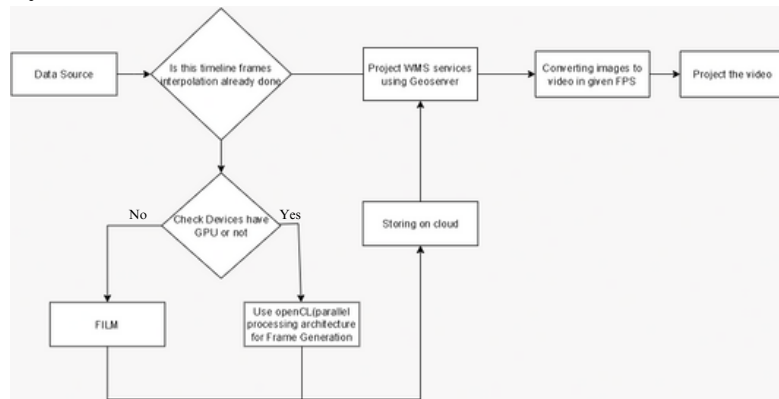 Data Source
Is this timeline frames
interpolation already done
Project WMS services
using Geoserver
Converting images to
video in given FPS
Project the video
No
Check Devices have
GPU or not
Yes
Storing on cloud
FILM
Use openCL(parallel
processing architecture
for Frame Generation